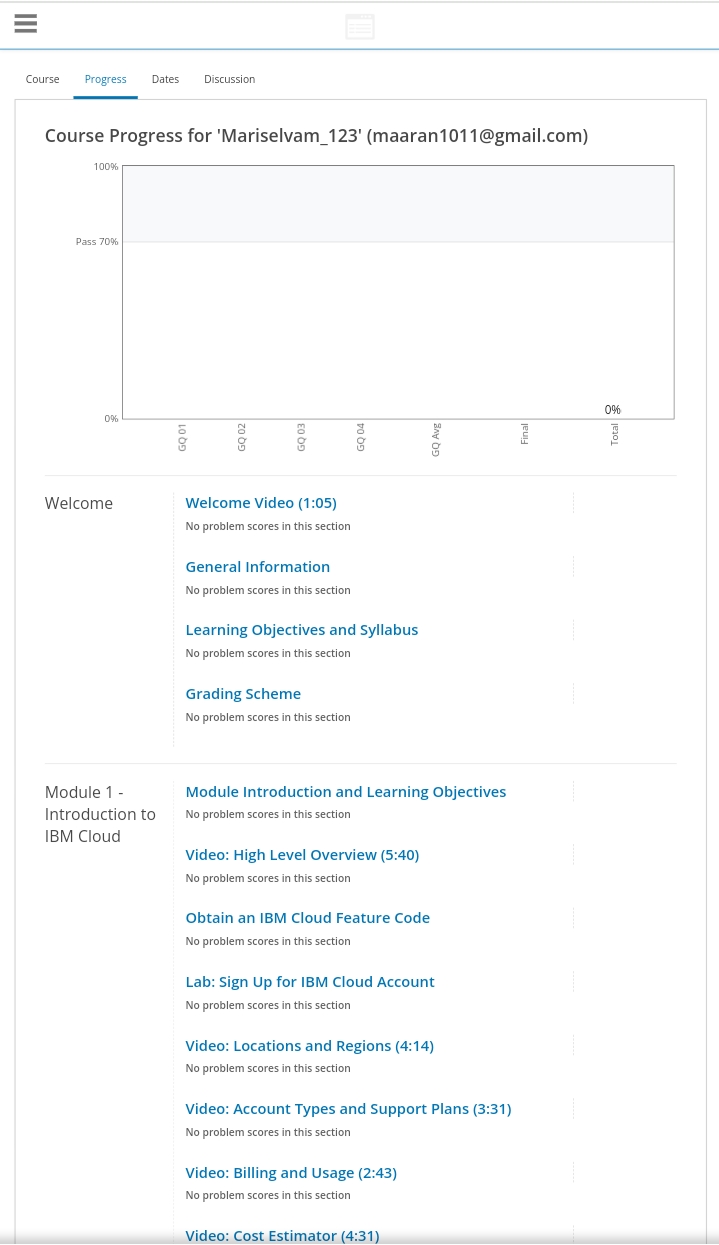 Course Progress Dates Discussion
Course Progress for 'Mariselvam_123' (maaran1011@gmail.com)
100%
Pass 70%
0%
0%
GQ 01
GQ 02
GQ 03
GQ 04
GQ Avg
Final
Total
Welcome
Welcome Video (1:05)
No problem scores in this section
General Information
No problem scores in this section
Learning Objectives and Syllabus
No problem scores in this section
Grading Scheme
No problem scores in this section
Module 1 -
Introduction to
IBM Cloud
Module Introduction and Learning Objectives
No problem scores in this section
Video: High Level Overview (5:40)
No problem scores in this section
Obtain an IBM Cloud Feature Code
No problem scores in this section
Lab: Sign Up for IBM Cloud Account
No problem scores in this section
Video: Locations and Regions (4:14)
No problem scores in this section
Video: Account Types and Support Plans (3:31)
No problem scores in this section
Video: Billing and Usage (2:43)
No problem scores in this section
Video: Cost Estimator (4:31)